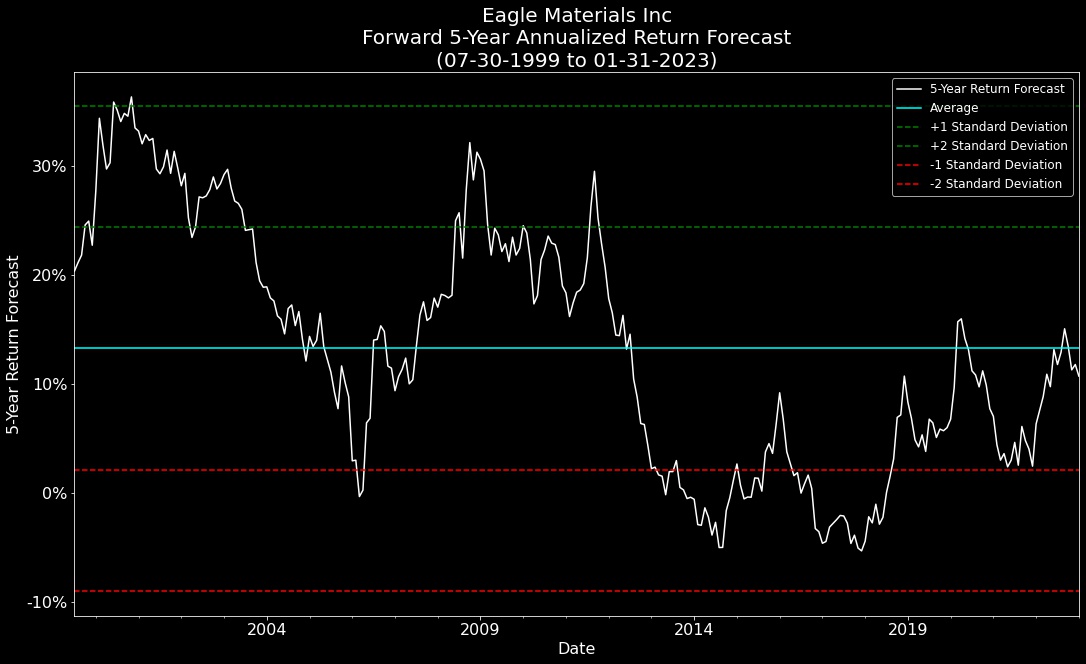 Eagle Materials Inc
Forward 5-Year Annualized Return Forecast
(07-30-1999 to 01-31-2023)
5-Year Return Forecast
Average
+1 Standard Deviation
+2 Standard Deviation
-1 Standard Deviation
-2 Standard Deviation
5-Year Return Forecast
30%
20%
10%
0%
-10%
2004
2009
2014
2019
Date